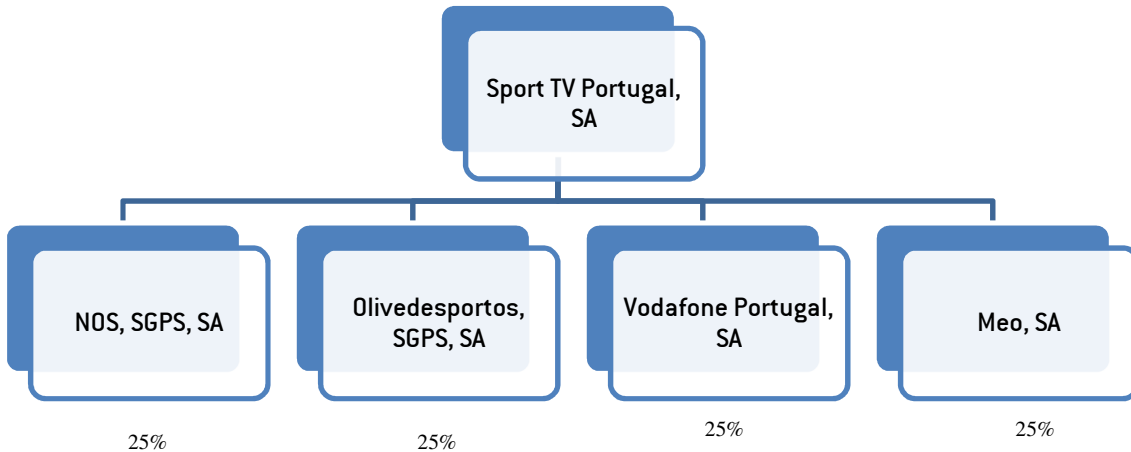 Sport TV Portugal,
SA
NOS, SGPS, SA
Olivedesportos,
SGPS, SA
Vodafone Portugal,
SA
Meo, SA
25%
25%
25%
25%